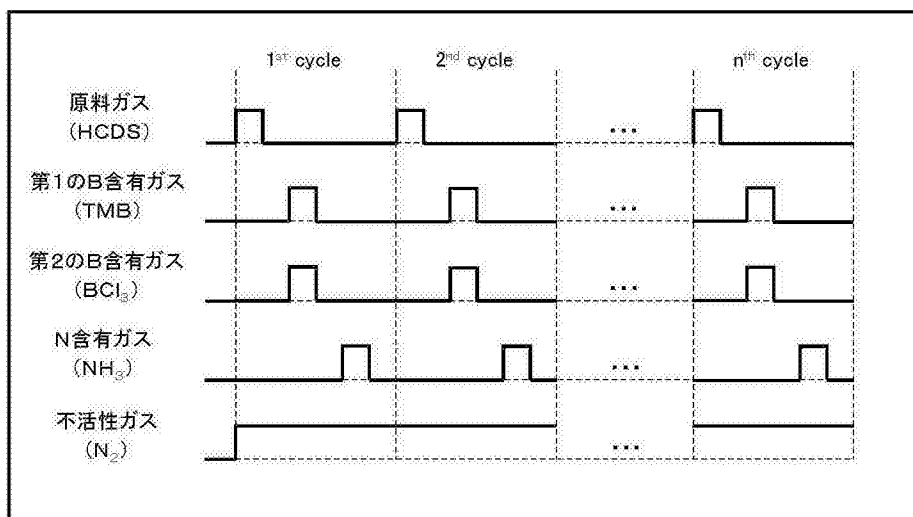 1st cycle 2nd cycle nth cycle
原料ガス
(HCDS)
...
第1のB含有ガス
(TMB)
...
第2のB含有ガス
(BCl3)
...
N含有ガス
(NH3)
...
不活性ガス
(N2)
...